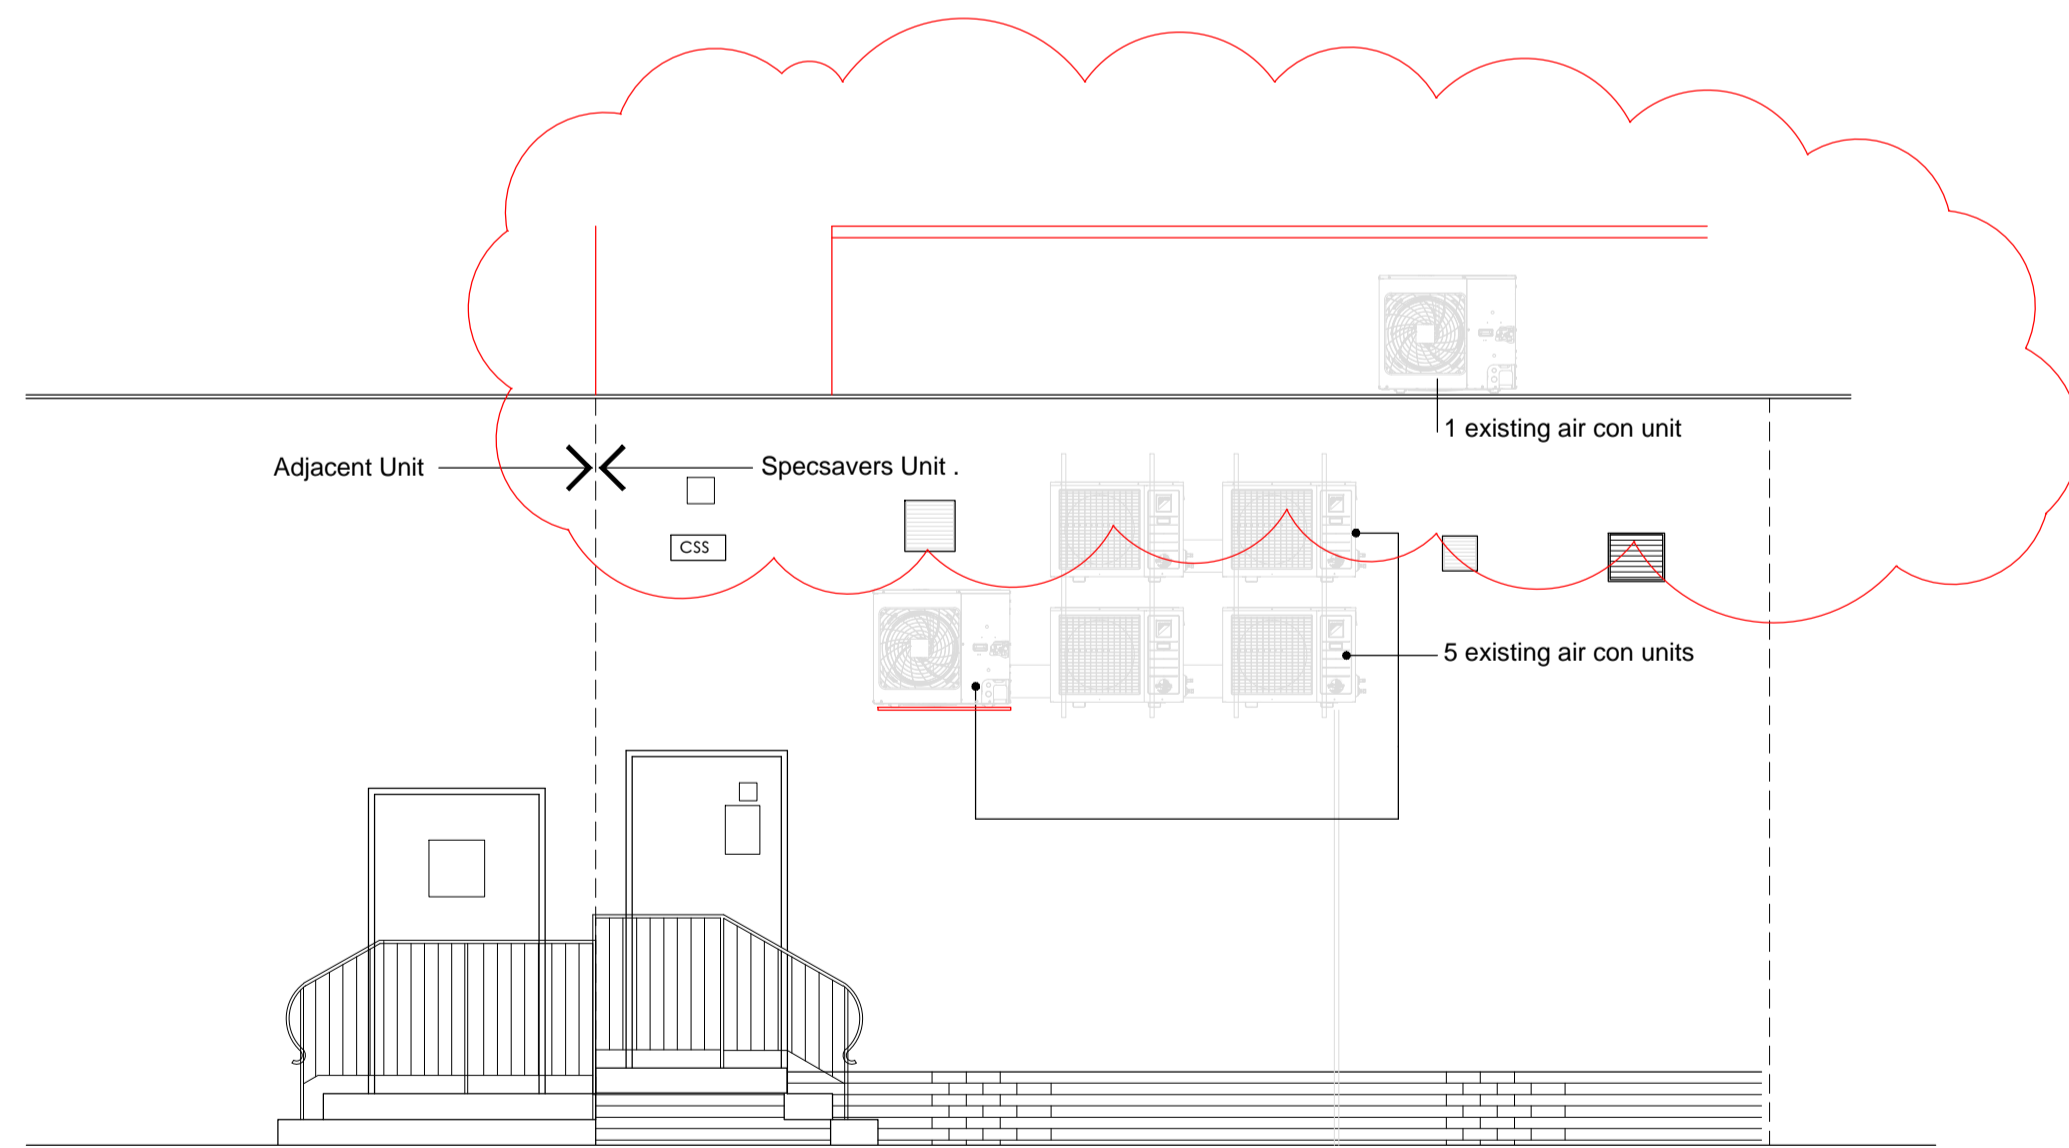 1 existing air con unit
Adjacent Unit
Specsavers Unit .
CSS
5 existing air con units